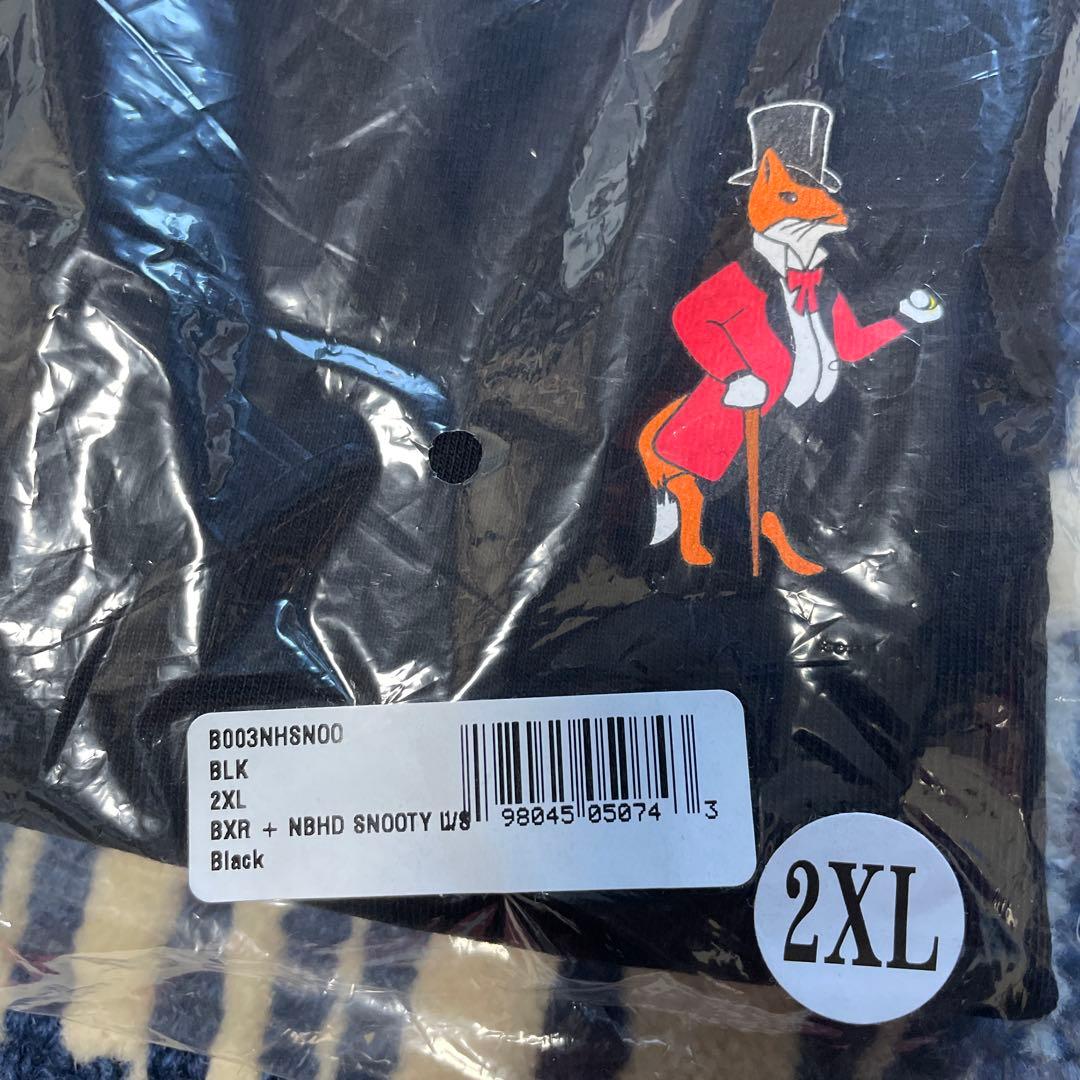 B003NHSNOO
BLK
2XL
BXR + NBHD SNOOTY L/S
Black
98045 05074 3
2XL